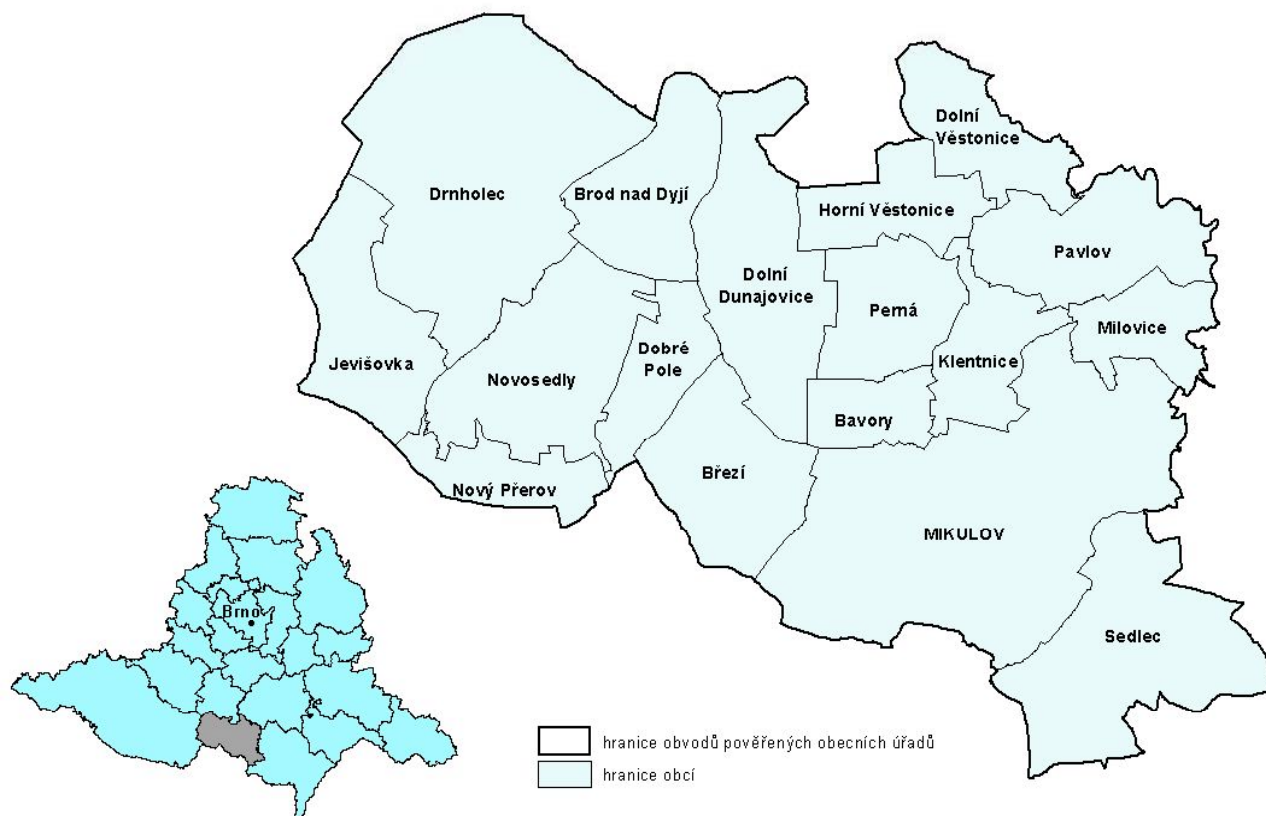 Dolní
Věstonice
Drnholec
Brod nad Dyjí
Horní Věstonice
Pavlov
Dolní
Dunajovice
Perná
Milovice
Jevišovka
Novosedly
Dobré
Pole
Klentnice
Bavory
Březí
Nový Přerov
MIKULOV
Sedlec
Brno
hranice obvodů pověřených obecních úřadů
hranice obcí